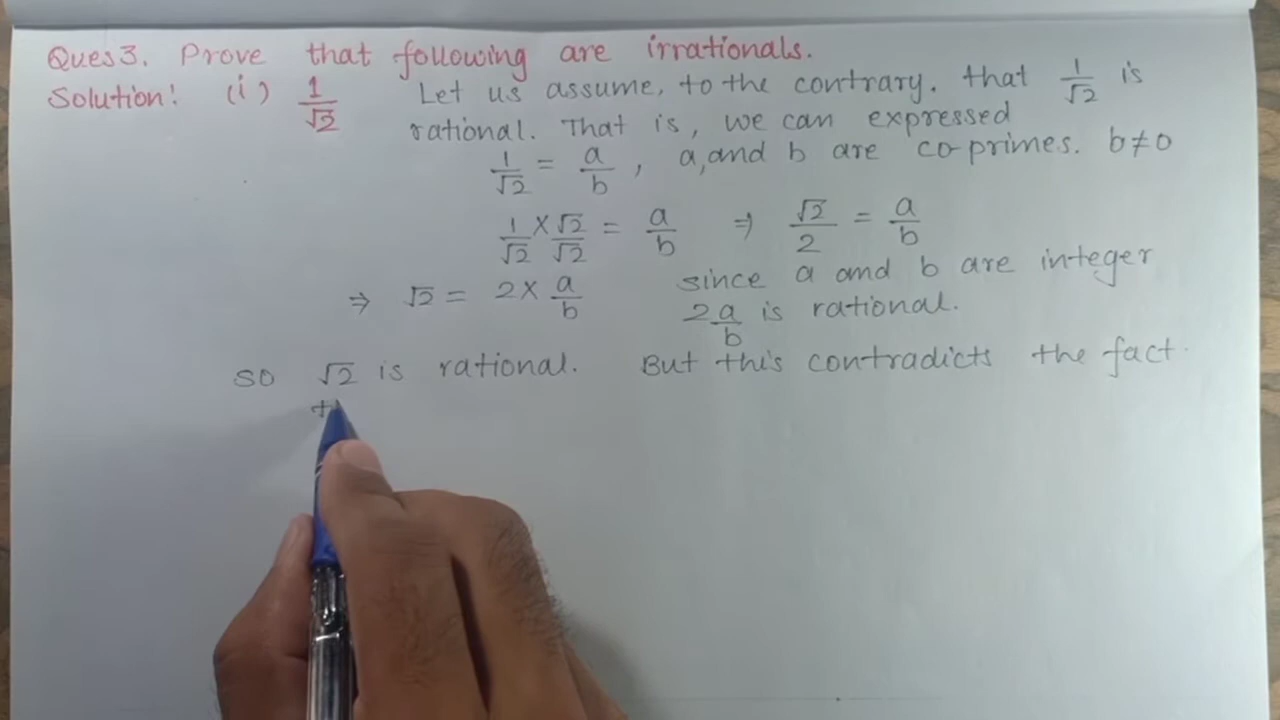 Ques 3. Prove that following are irrationals.
Solution: (i) 1/√2 Let us assume, to the contrary. that 1/√2 is
rational. That is, we can expressed
1/√2 = a/b , a, and b are co-primes. b≠0
1/√2 × √2/√2 = a/b ⇒ √2/2 = a/b
⇒ √2 = 2× a/b since a and b are integer
2a/b is rational.
so √2 is rational. But this contradicts the fact.